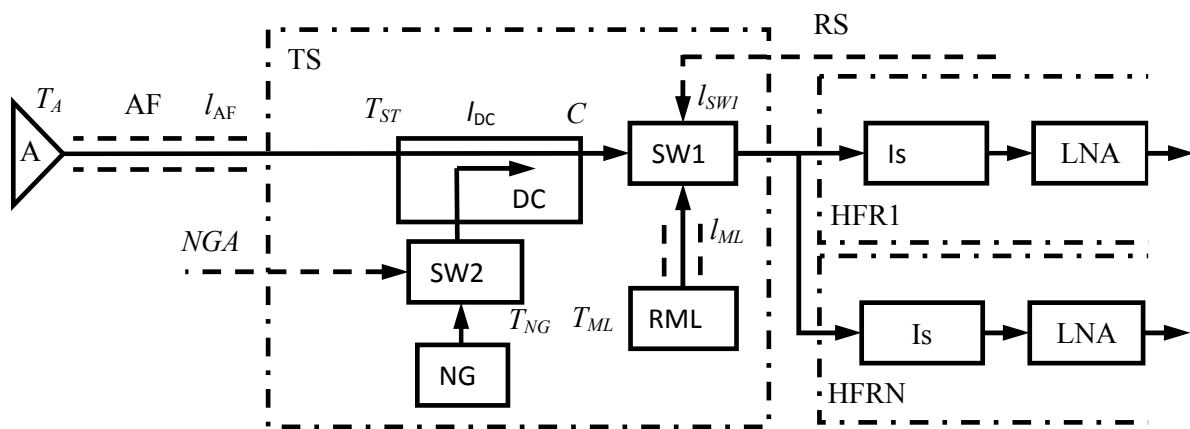 RS
TS
T_A
AF
l_AF
T_ST
l_DC
C
l_SW1
A
SW1
Is
LNA
DC
HFR1
NGA
SW2
l_ML
T_NG
T_ML
RML
Is
LNA
NG
HFRN